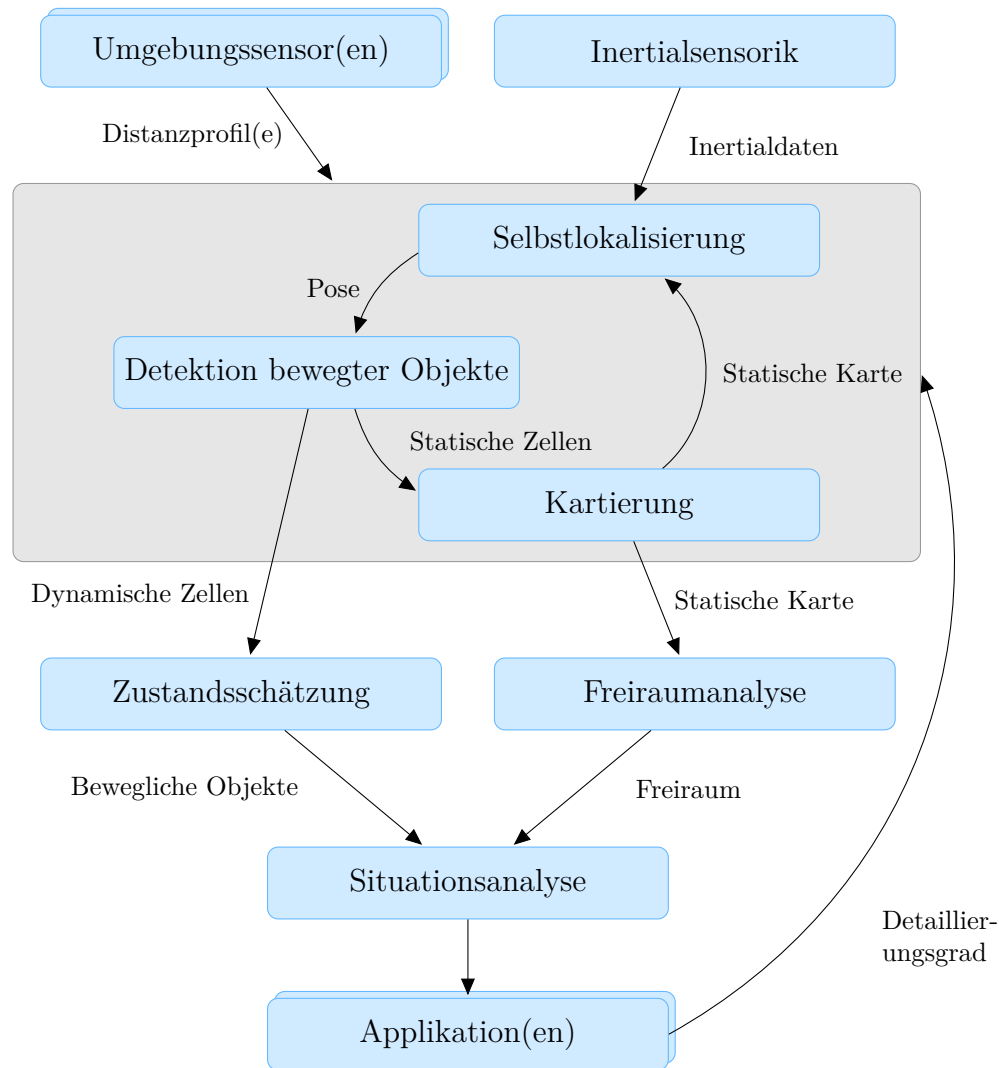 Umgebungssensor(en)
Inertialsensorik
Distanzprofil(e)
Inertialdaten
Selbstlokalisierung
Pose
Detektion bewegter Objekte
Statische Karte
Statische Zellen
Kartierung
Dynamische Zellen
Statische Karte
Zustandsschätzung
Freiraumanalyse
Bewegliche Objekte
Freiraum
Situationsanalyse
Detaillier-
ungsgrad
Applikation(en)